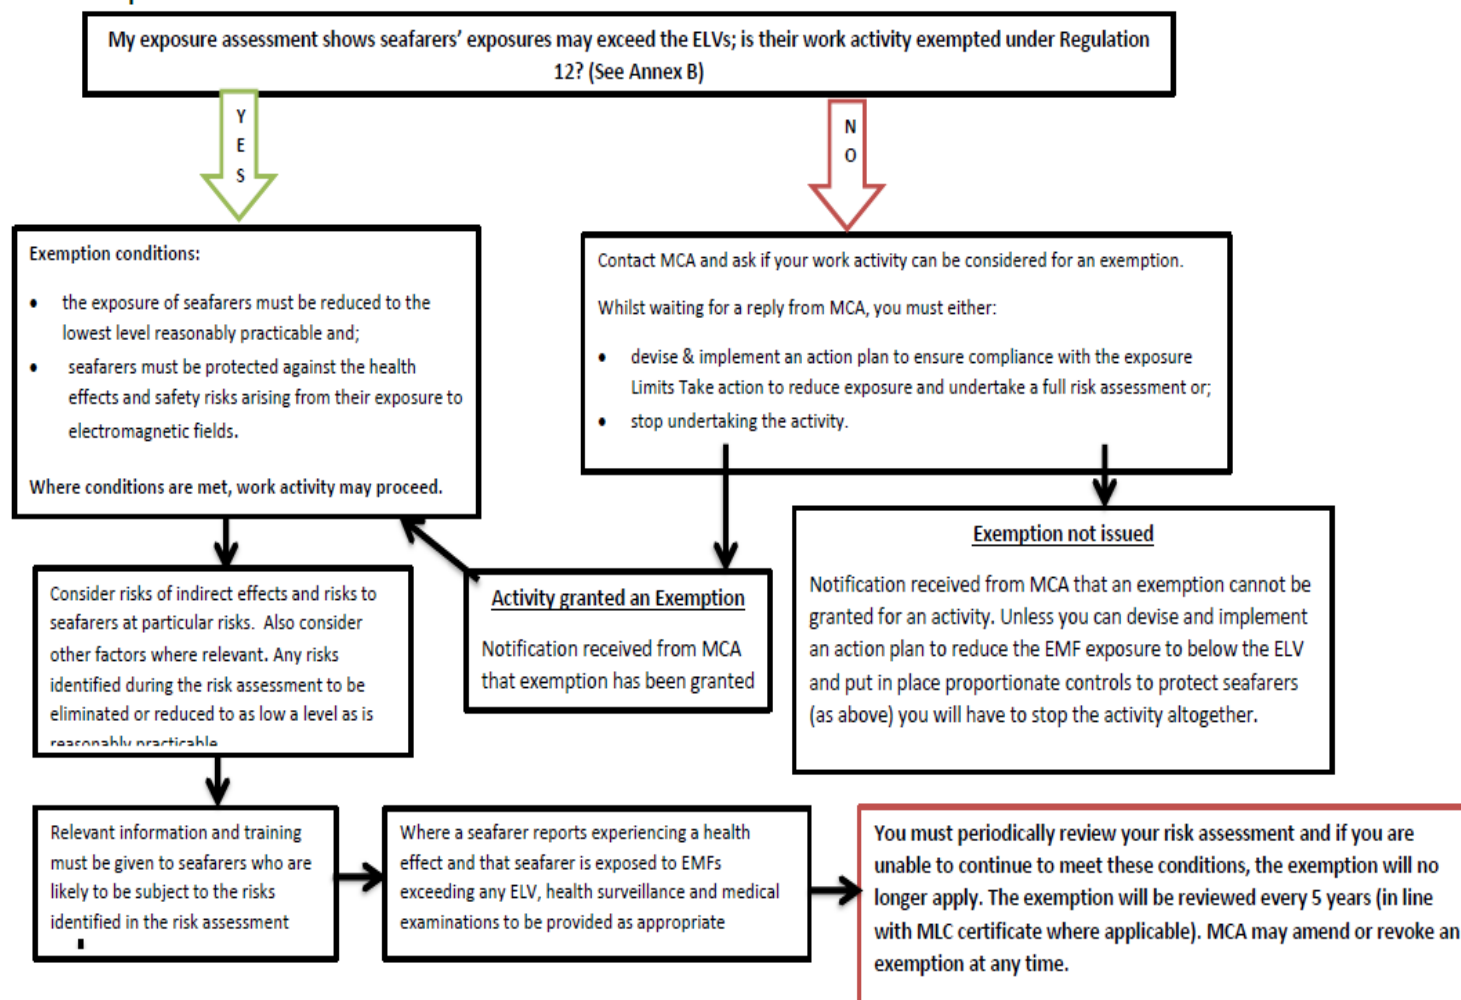 My exposure assessment shows seafarers' exposures may exceed the ELVs; is their work activity exempted under Regulation
12? (See Annex B)
Y
E
S
N
O
Exemption conditions:
• the exposure of seafarers must be reduced to the
lowest level reasonably practicable and;
• seafarers must be protected against the health
effects and safety risks arising from their exposure to
electromagnetic fields.
Where conditions are met, work activity may proceed.
Contact MCA and ask if your work activity can be considered for an exemption.
Whilst waiting for a reply from MCA, you must either:
• devise & implement an action plan to ensure compliance with the exposure
Limits Take action to reduce exposure and undertake a full risk assessment or;
• stop undertaking the activity.
Activity granted an Exemption
Notification received from MCA
that exemption has been granted
Exemption not issued
Notification received from MCA that an exemption cannot be
granted for an activity. Unless you can devise and implement
an action plan to reduce the EMF exposure to below the ELV
and put in place proportionate controls to protect seafarers
(as above) you will have to stop the activity altogether.
Consider risks of indirect effects and risks to
seafarers at particular risks. Also consider
other factors where relevant. Any risks
identified during the risk assessment to be
eliminated or reduced to as low a level as is
reasonably practicable
Relevant information and training
must be given to seafarers who are
likely to be subject to the risks
identified in the risk assessment
Where a seafarer reports experiencing a health
effect and that seafarer is exposed to EMFs
exceeding any ELV, health surveillance and medical
examinations to be provided as appropriate
You must periodically review your risk assessment and if you are
unable to continue to meet these conditions, the exemption will no
longer apply. The exemption will be reviewed every 5 years (in line
with MLC certificate where applicable). MCA may amend or revoke an
exemption at any time.